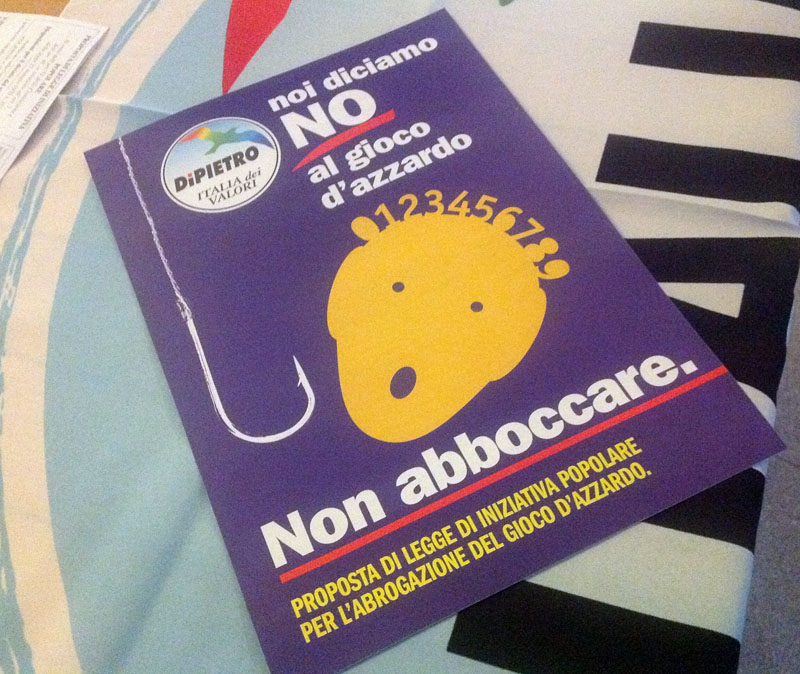 noi diciamo
NO
al gioco
d'azzardo
DiPIETRO
ITALIA dei
VALORI
0123456789
Non abboccare.
PROPOSTA DI LEGGE DI INIZIATIVA POPOLARE
PER L'ABROGAZIONE DEL GIOCO D'AZZARDO.